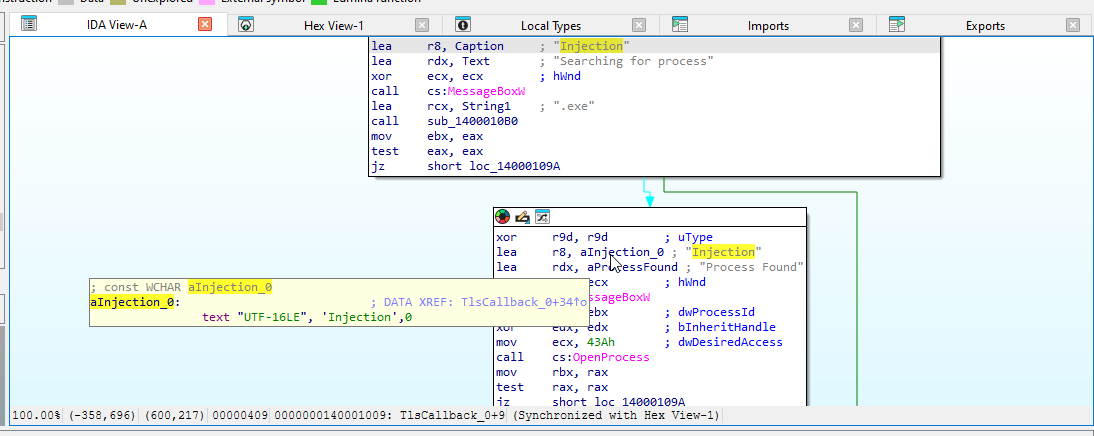 Instruction Data Unexplored External symbol Lumina function
IDA View-A Hex View-1 Local Types Imports Exports
lea r8, Caption ; "Injection"
lea rdx, Text ; "Searching for process"
xor ecx, ecx ; hWnd
call cs:MessageBoxW
lea rcx, String1 ; ".exe"
call sub_1400010B0
mov ebx, eax
test eax, eax
jz short loc_14000109A
xor r9d, r9d ; uType
lea r8, aInjection_0 ; "Injection"
lea rdx, aProcessFound ; "Process Found"
ecx ; hWnd
ssageBoxW
ebx ; dwProcessId
xor edx, edx ; bInheritHandle
mov ecx, 43Ah ; dwDesiredAccess
call cs:OpenProcess
mov rbx, rax
test rax, rax
jz short loc_14000109A
; const WCHAR aInjection_0
aInjection_0: ; DATA XREF: TlsCallback_0+34↑o
text "UTF-16LE", 'Injection',0
100.00% (-358,696) (600,217) 00000409 0000000140001009: TlsCallback_0+9 (Synchronized with Hex View-1)